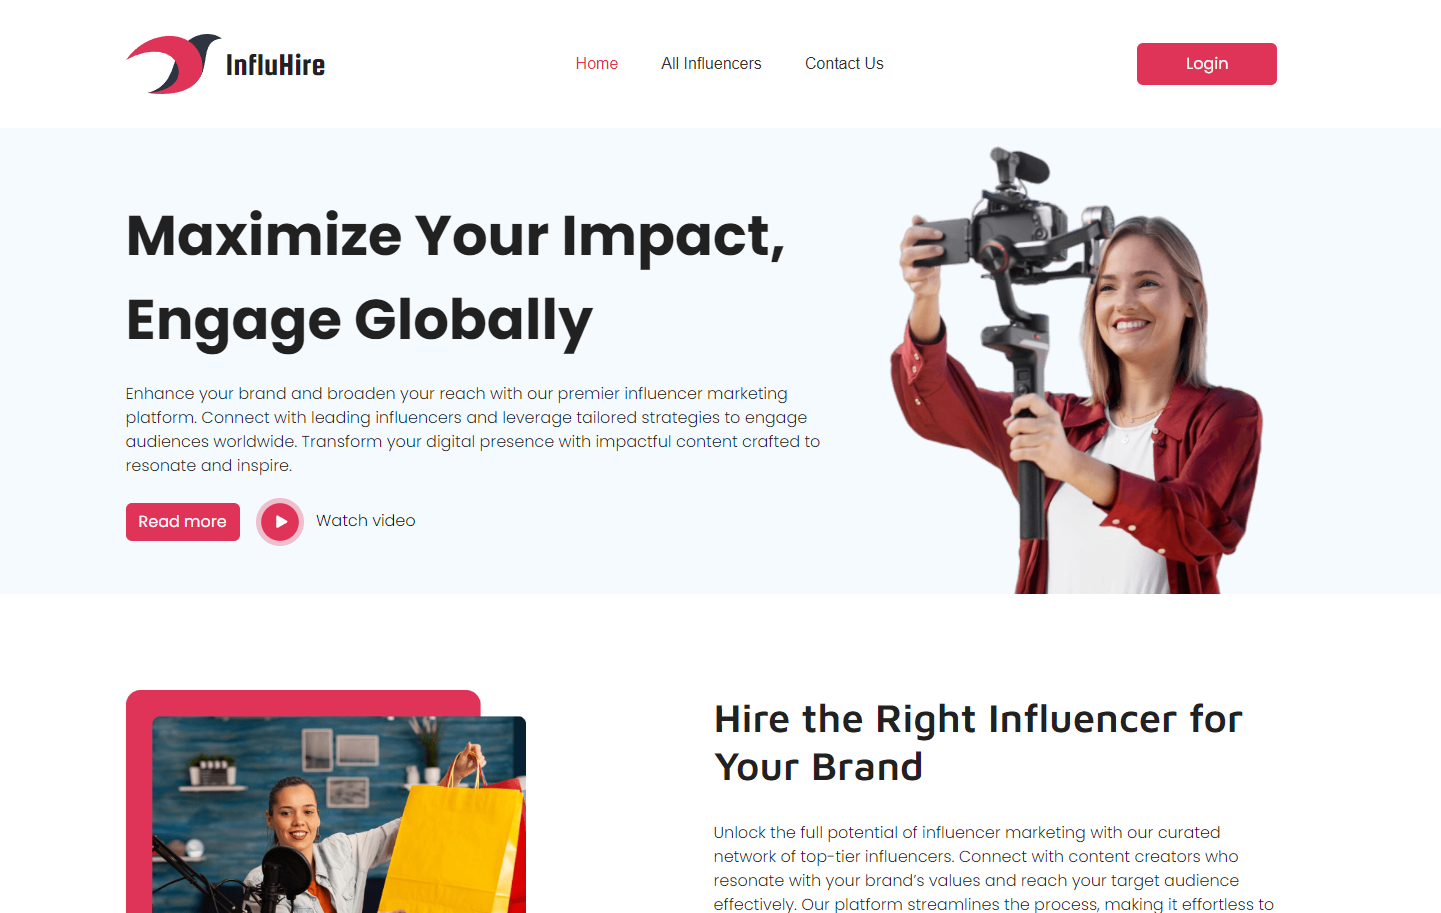 InfluHire
Home
All Influencers
Contact Us
Login
Maximize Your Impact,
Engage Globally
Enhance your brand and broaden your reach with our premier influencer marketing
platform. Connect with leading influencers and leverage tailored strategies to engage
audiences worldwide. Transform your digital presence with impactful content crafted to
resonate and inspire.
Read more
Watch video
Hire the Right Influencer for
Your Brand
Unlock the full potential of influencer marketing with our curated
network of top-tier influencers. Connect with content creators who
resonate with your brand’s values and reach your target audience
effectively. Our platform streamlines the process, making it effortless to